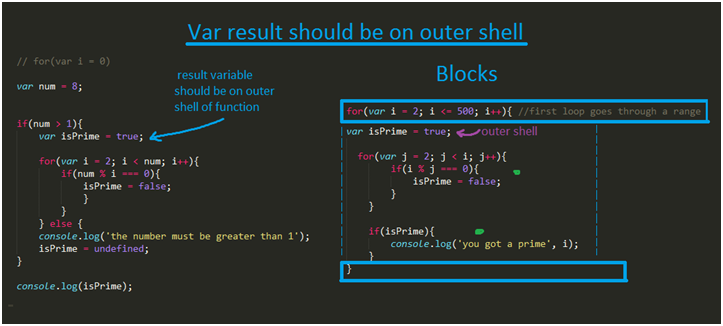 Var result should be on outer shell
// for(var i = 0)
var num = 8;
result variable
should be on outer
shell of function
if(num > 1){
var isPrime = true;
for(var i = 2; i < num; i++){
if(num % i === 0){
isPrime = false;
}
}
} else {
console.log('the number must be greater than 1');
isPrime = undefined;
}
console.log(isPrime);
Blocks
for(var i = 2; i <= 500; i++){ //first loop goes through a range
var isPrime = true; outer shell
for(var j = 2; j < i; j++){
if(i % j === 0){
isPrime = false;
}
}
if(isPrime){
console.log('you got a prime', i);
}
}